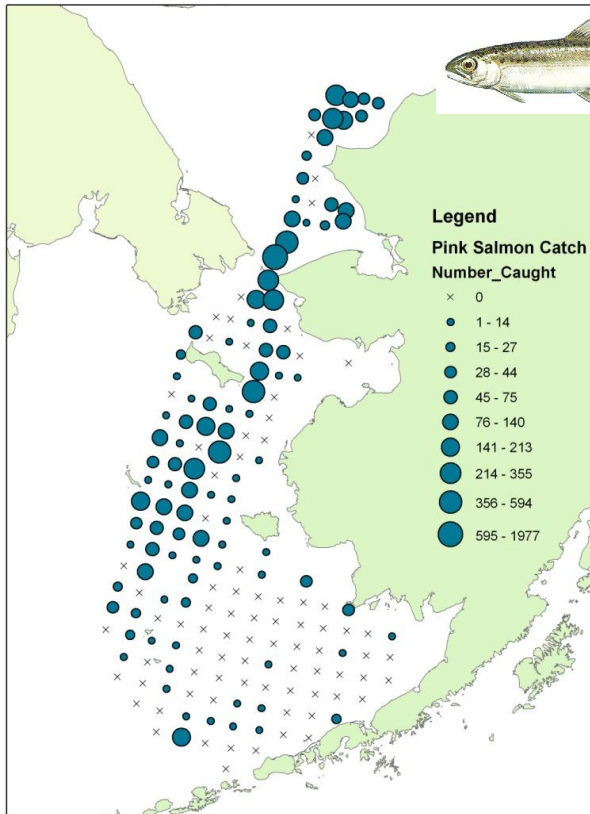 Legend
Pink Salmon Catch
Number_Caught
× 0
1 - 14
15 - 27
28 - 44
45 - 75
76 - 140
141 - 213
214 - 355
356 - 594
595 - 1977